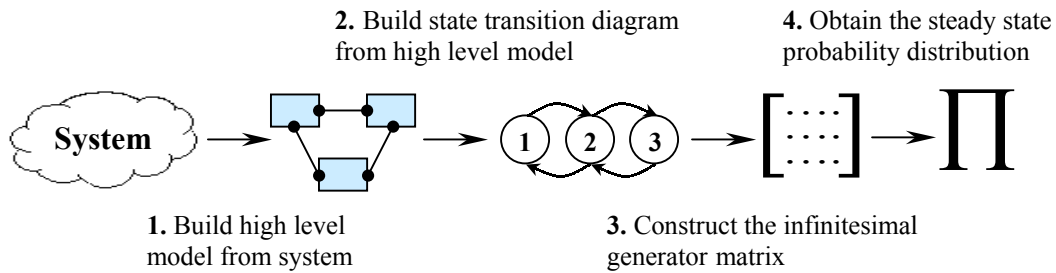 2. Build state transition diagram
from high level model
4. Obtain the steady state
probability distribution
System
1 2 3
∏
1. Build high level
model from system
3. Construct the infinitesimal
generator matrix